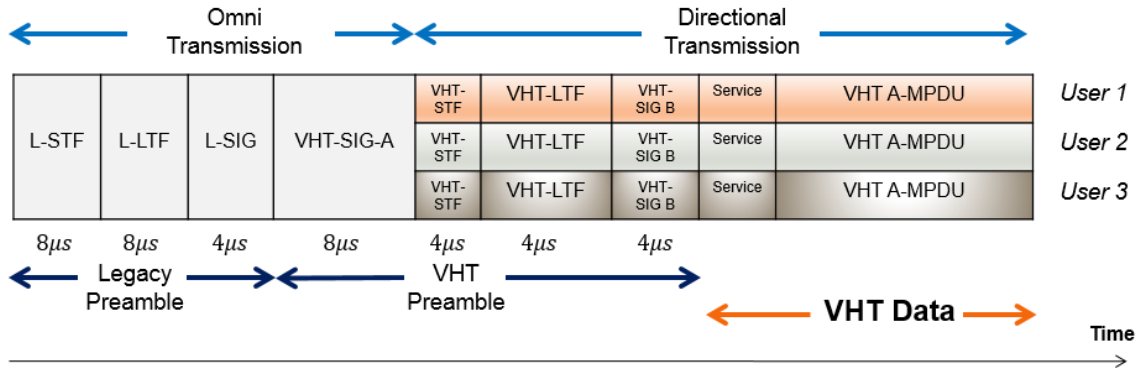 Omni
Transmission
Directional
Transmission
L-STF
L-LTF
L-SIG
VHT-SIG-A
VHT-
STF
VHT-LTF
VHT-
SIG B
Service
VHT A-MPDU
User 1
VHT-
STF
VHT-LTF
VHT-
SIG B
Service
VHT A-MPDU
User 2
VHT-
STF
VHT-LTF
VHT-
SIG B
Service
VHT A-MPDU
User 3
8μs
8μs
4μs
8μs
4μs
4μs
4μs
Legacy
Preamble
VHT
Preamble
VHT Data
Time